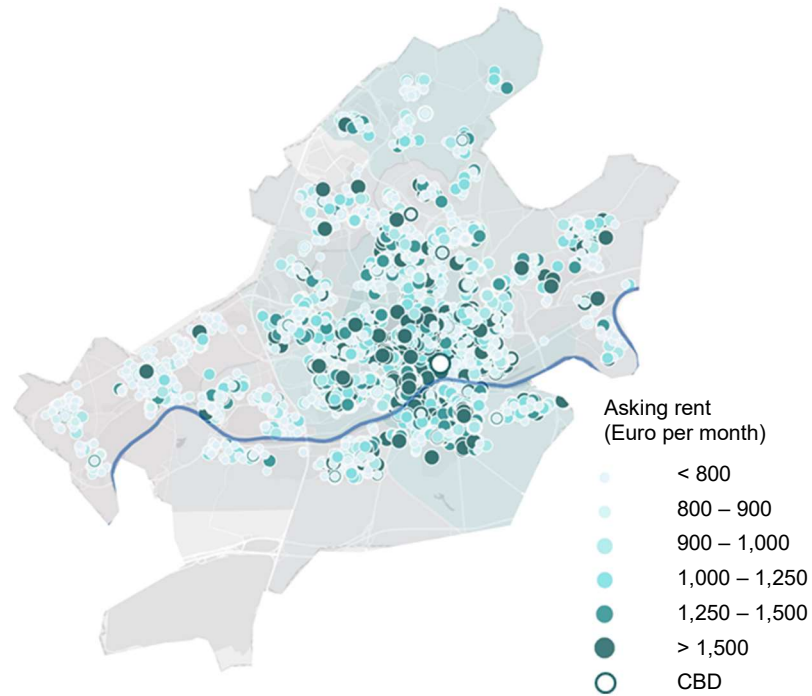 Asking rent
(Euro per month)
< 800
800 – 900
900 – 1,000
1,000 – 1,250
1,250 – 1,500
> 1,500
CBD